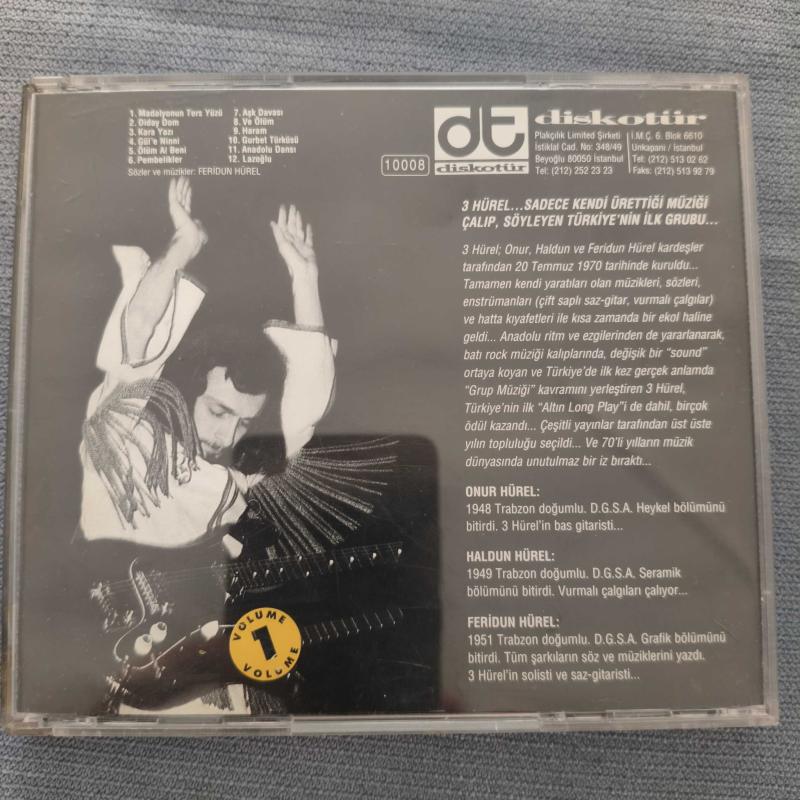 1. Madalyonun Ters Yüzü
2. Diday Dom
3. Kara Yazı
4. Gül'e Ninni
5. Ölüm Al Beni
6. Pembelikler
7. Aşk Davası
8. Ve Ölüm
9. Haram
10. Gurbet Türküsü
11. Anadolu Dansı
12. Lazoğlu
Sözler ve müzikler: FERİDUN HÜREL
10008
dt
diskotür
diskotür
Plakçılık Limited Şirketi
İstiklal Cad. No: 348/49
Beyoğlu 80050 İstanbul
Tel: (212) 252 23 23
İ.M.Ç. 6. Blok 6610
Unkapanı / İstanbul
Tel: (212) 513 02 62
Faks: (212) 513 92 79
3 HÜREL...SADECE KENDİ ÜRETTİĞİ MÜZİĞİ
ÇALIP, SÖYLEYEN TÜRKİYE'NİN İLK GRUBU...
3 Hürel; Onur, Haldun ve Feridun Hürel kardeşler
tarafından 20 Temmuz 1970 tarihinde kuruldu...
Tamamen kendi yaratıları olan müzikleri, sözleri,
enstrümanları (çift saplı saz-gitar, vurmalı çalgılar)
ve hatta kıyafetleri ile kısa zamanda bir ekol haline
geldi... Anadolu ritm ve ezgilerinden de yararlanarak,
batı rock müziği kalıplarında, değişik bir "sound"
ortaya koyan ve Türkiye'de ilk kez gerçek anlamda
"Grup Müziği" kavramını yerleştiren 3 Hürel,
Türkiye'nin ilk "Altın Long Play"i de dahil, birçok
ödül kazandı... Çeşitli yayınlar tarafından üst üste
yılın topluluğu seçildi... Ve 70'li yılların müzik
dünyasında unutulmaz bir iz bıraktı...
ONUR HÜREL:
1948 Trabzon doğumlu. D.G.S.A. Heykel bölümünü
bitirdi. 3 Hürel'in bas gitaristi...
HALDUN HÜREL:
1949 Trabzon doğumlu. D.G.S.A. Seramik
bölümünü bitirdi. Vurmalı çalgıları çalıyor...
FERİDUN HÜREL:
1951 Trabzon doğumlu. D.G.S.A. Grafik bölümünü
bitirdi. Tüm şarkıların söz ve müziklerini yazdı.
3 Hürel'in solisti ve saz-gitaristi...
VOLUME
1
VOLUME